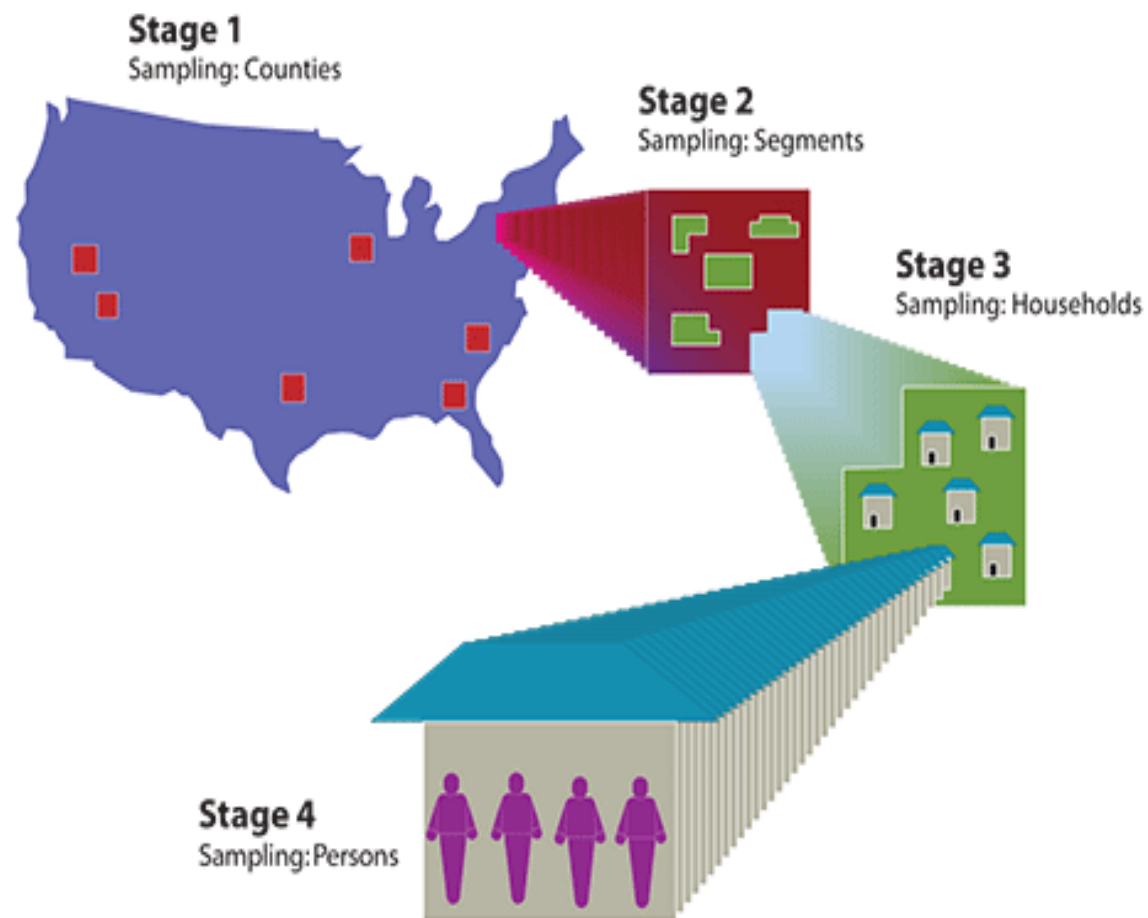 Stage 1
Sampling: Counties
Stage 2
Sampling: Segments
Stage 3
Sampling: Households
Stage 4
Sampling: Persons